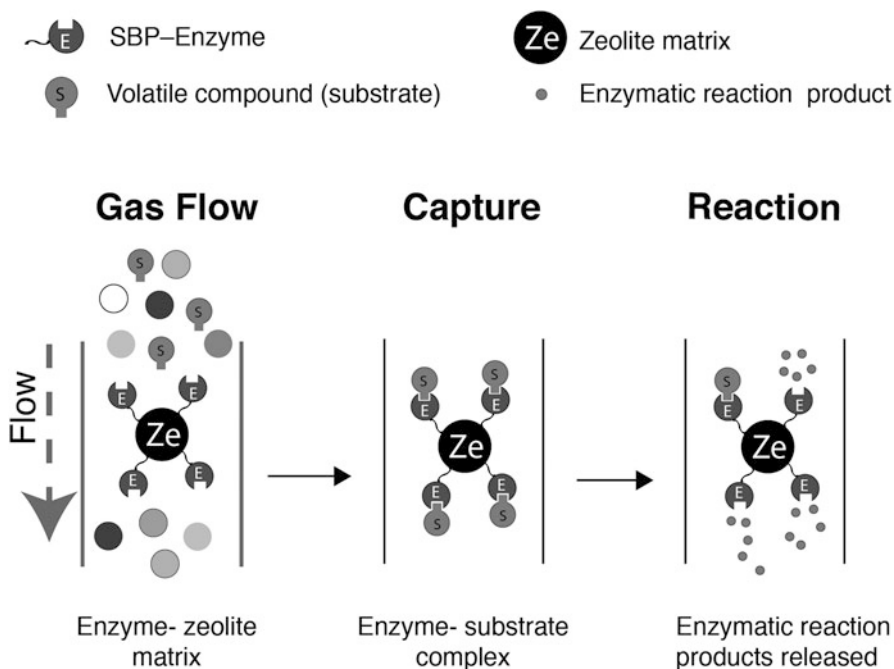 E SBP–Enzyme
Ze Zeolite matrix
S Volatile compound (substrate)
Enzymatic reaction product
Gas Flow
Capture
Reaction
Flow
S
S
S
E E
Ze
E E
S S
E E
Ze
E E
S S
S
E E
Ze
E E
Enzyme- zeolite
matrix
Enzyme- substrate
complex
Enzymatic reaction
products released